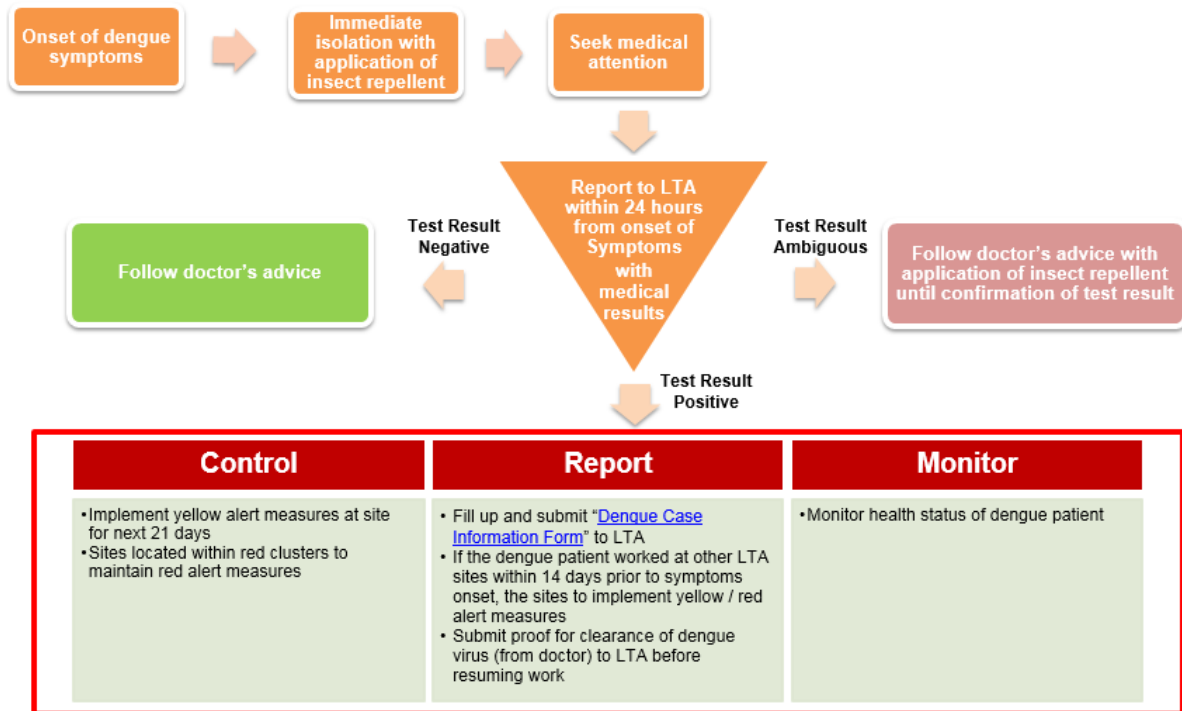 Onset of dengue
symptoms
Immediate
isolation with
application of
insect repellent
Seek medical
attention
Report to LTA
within 24 hours
from onset of
Symptoms
with
medical
results
Test Result
Negative
Follow doctor's advice
Test Result
Ambiguous
Follow doctor's advice with
application of insect repellent
until confirmation of test result
Test Result
Positive
Control
•Implement yellow alert measures at site
for next 21 days
•Sites located within red clusters to
maintain red alert measures
Report
• Fill up and submit “Dengue Case
Information Form” to LTA
• If the dengue patient worked at other LTA
sites within 14 days prior to symptoms
onset, the sites to implement yellow / red
alert measures
• Submit proof for clearance of dengue
virus (from doctor) to LTA before
resuming work
Monitor
•Monitor health status of dengue patient